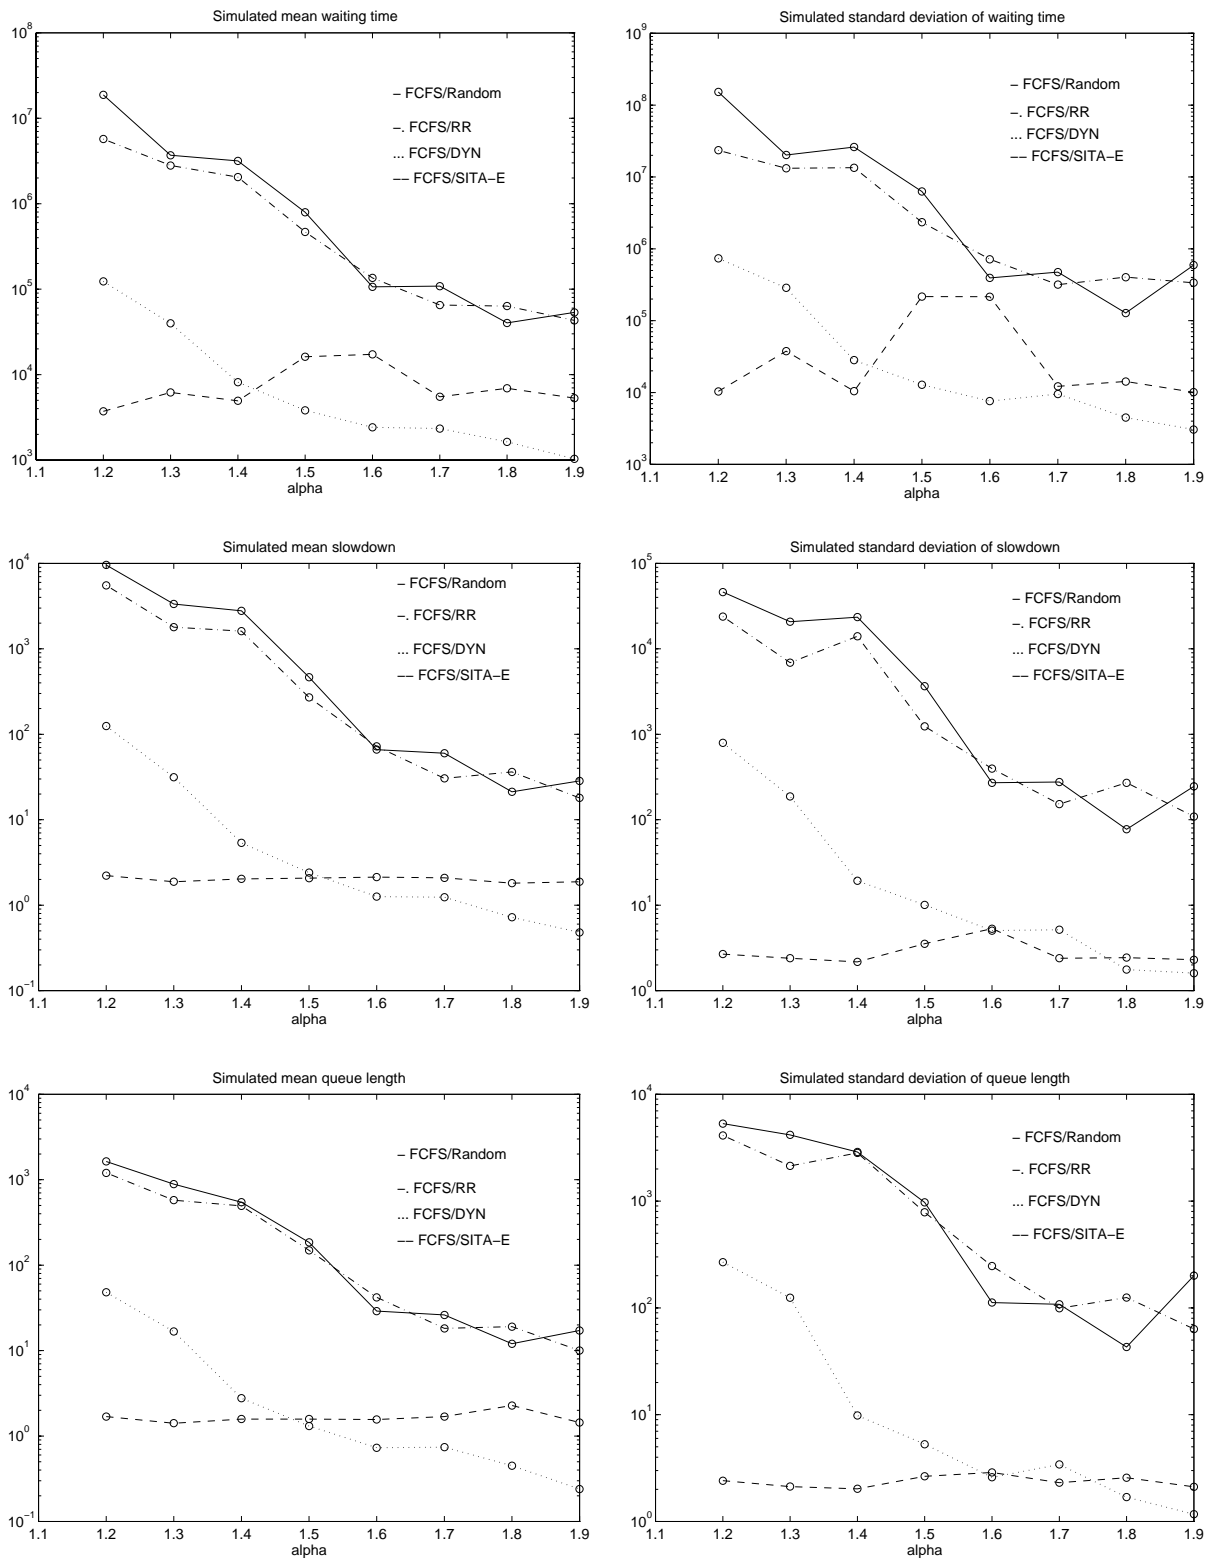 Simulated mean waiting time
10^8
10^7
10^6
10^5
10^4
10^3
– FCFS/Random
–. FCFS/RR
... FCFS/DYN
–– FCFS/SITA–E
1.1 1.2 1.3 1.4 1.5 1.6 1.7 1.8 1.9
alpha
Simulated standard deviation of waiting time
10^9
10^8
10^7
10^6
10^5
10^4
10^3
– FCFS/Random
–. FCFS/RR
... FCFS/DYN
–– FCFS/SITA–E
1.1 1.2 1.3 1.4 1.5 1.6 1.7 1.8 1.9
alpha
Simulated mean slowdown
10^4
10^3
10^2
10^1
10^0
10^–1
– FCFS/Random
–. FCFS/RR
... FCFS/DYN
–– FCFS/SITA–E
1.1 1.2 1.3 1.4 1.5 1.6 1.7 1.8 1.9
alpha
Simulated standard deviation of slowdown
10^5
10^4
10^3
10^2
10^1
10^0
– FCFS/Random
–. FCFS/RR
... FCFS/DYN
–– FCFS/SITA–E
1.1 1.2 1.3 1.4 1.5 1.6 1.7 1.8 1.9
alpha
Simulated mean queue length
10^4
10^3
10^2
10^1
10^0
10^–1
– FCFS/Random
–. FCFS/RR
... FCFS/DYN
–– FCFS/SITA–E
1.1 1.2 1.3 1.4 1.5 1.6 1.7 1.8 1.9
alpha
Simulated standard deviation of queue length
10^4
10^3
10^2
10^1
10^0
– FCFS/Random
–. FCFS/RR
... FCFS/DYN
–– FCFS/SITA–E
1.1 1.2 1.3 1.4 1.5 1.6 1.7 1.8 1.9
alpha